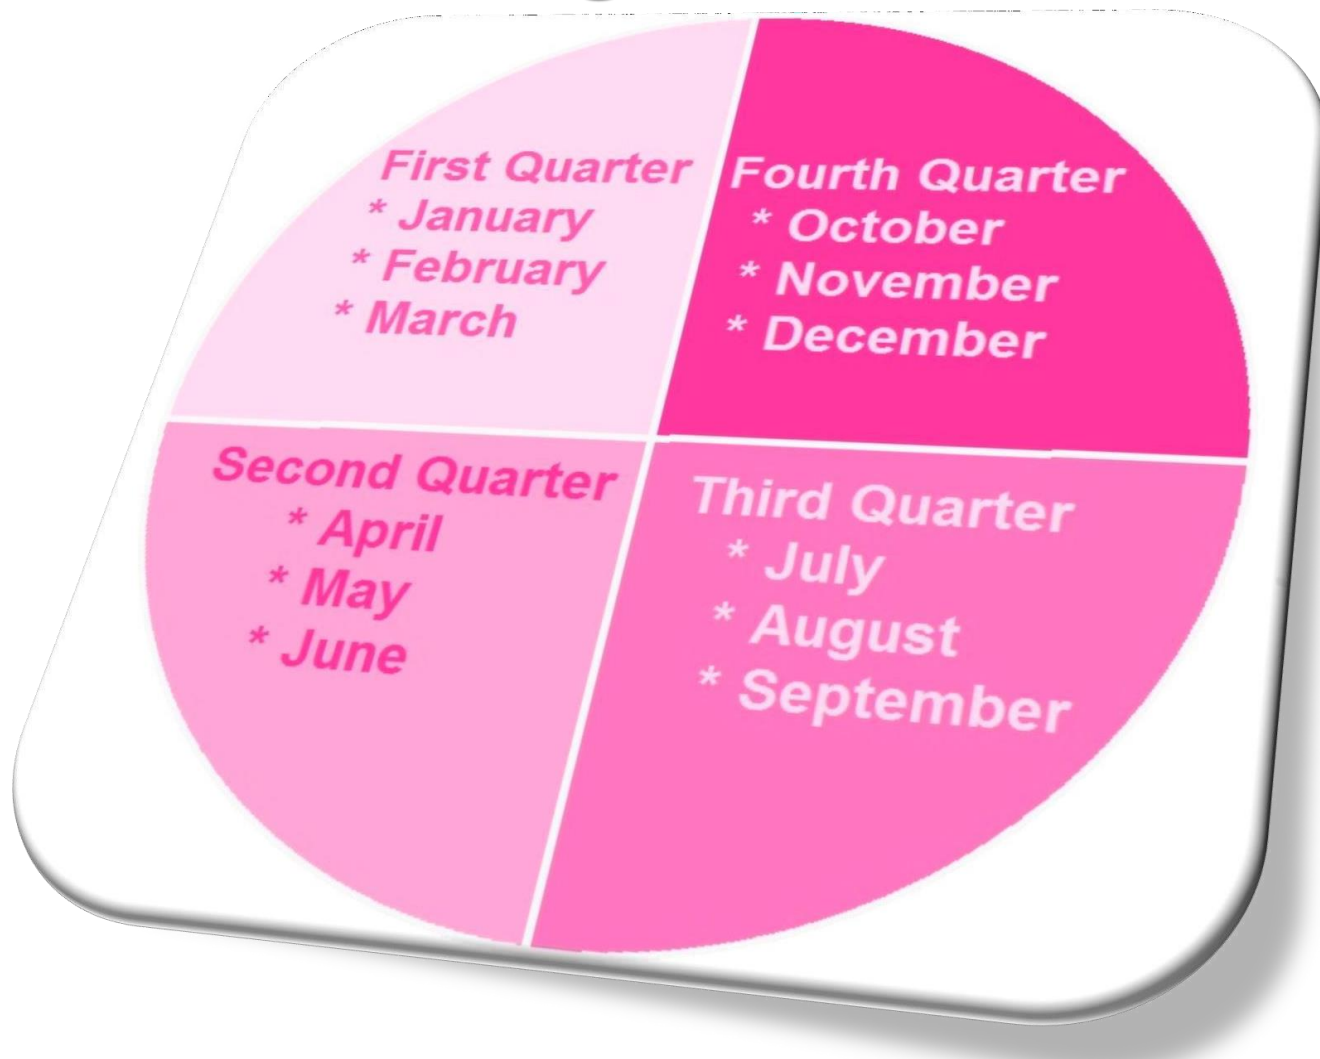 First Quarter
* January
* February
* March
Fourth Quarter
* October
* November
* December
Second Quarter
* April
* May
* June
Third Quarter
* July
* August
* September